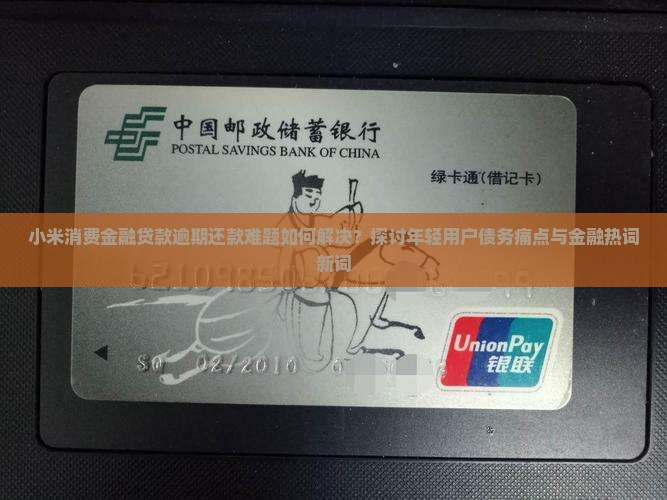 中国邮政储蓄银行
POSTAL SAVINGS BANK OF CHINA
绿卡通(借记卡)
小米消费金融贷款逾期还款难题如何解决?探讨年轻用户债务痛点与金融热词
新词
UnionPay
银联
02/2010